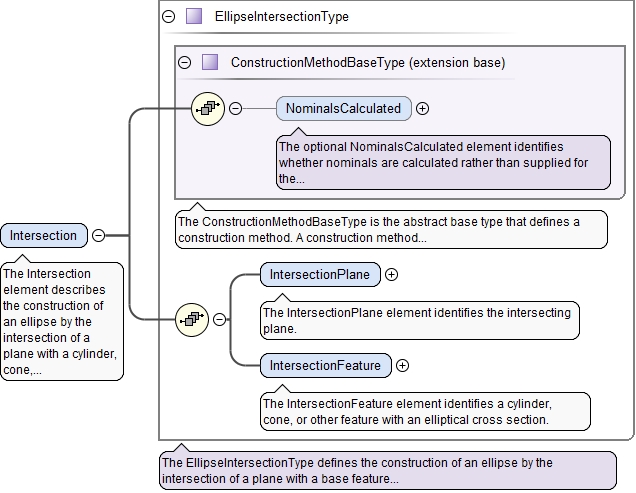 EllipseIntersectionType
ConstructionMethodBaseType (extension base)
NominalsCalculated
The optional NominalsCalculated element identifies
whether nominals are calculated rather than supplied for
the...
The ConstructionMethodBaseType is the abstract base type that defines a
construction method. A construction method...
Intersection
The Intersection
element describes
the construction of
an ellipse by the
intersection of a
plane with a cylinder,
cone,...
IntersectionPlane
The IntersectionPlane element identifies the intersecting
plane.
IntersectionFeature
The IntersectionFeature element identifies a cylinder,
cone, or other feature with an elliptical cross section.
The EllipseIntersectionType defines the construction of an ellipse by the
intersection of a plane with a base feature...